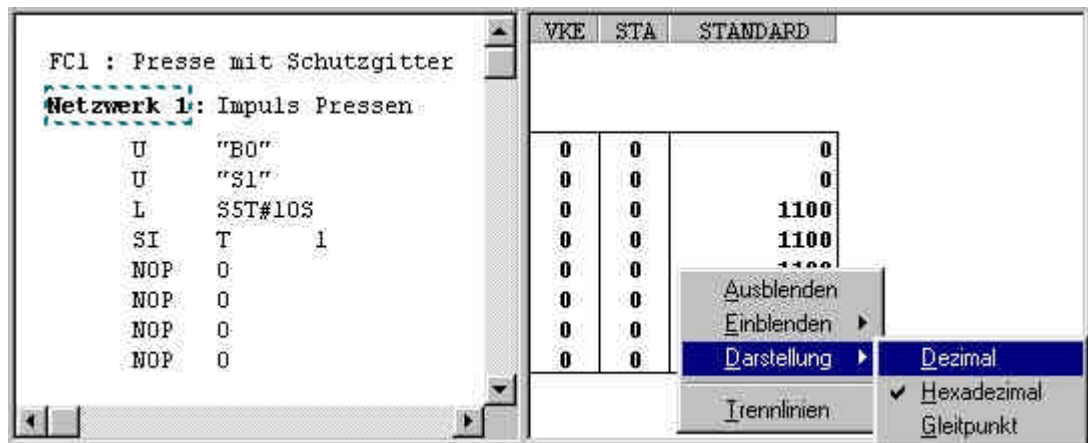 VKE STA STANDARD
FC1 : Presse mit Schutzgitter
Netzwerk 1: Impuls Pressen
U "B0" 0 0 0
U "S1" 0 0 0
L S5T#10S 0 0 1100
SI T 1 0 0 1100
NOP 0 0 0 1100
NOP 0 0 0
NOP 0 0 0
NOP 0 0 0
Ausblenden
Einblenden
Darstellung
Trennlinien
Dezimal
Hexadezimal
Gleitpunkt